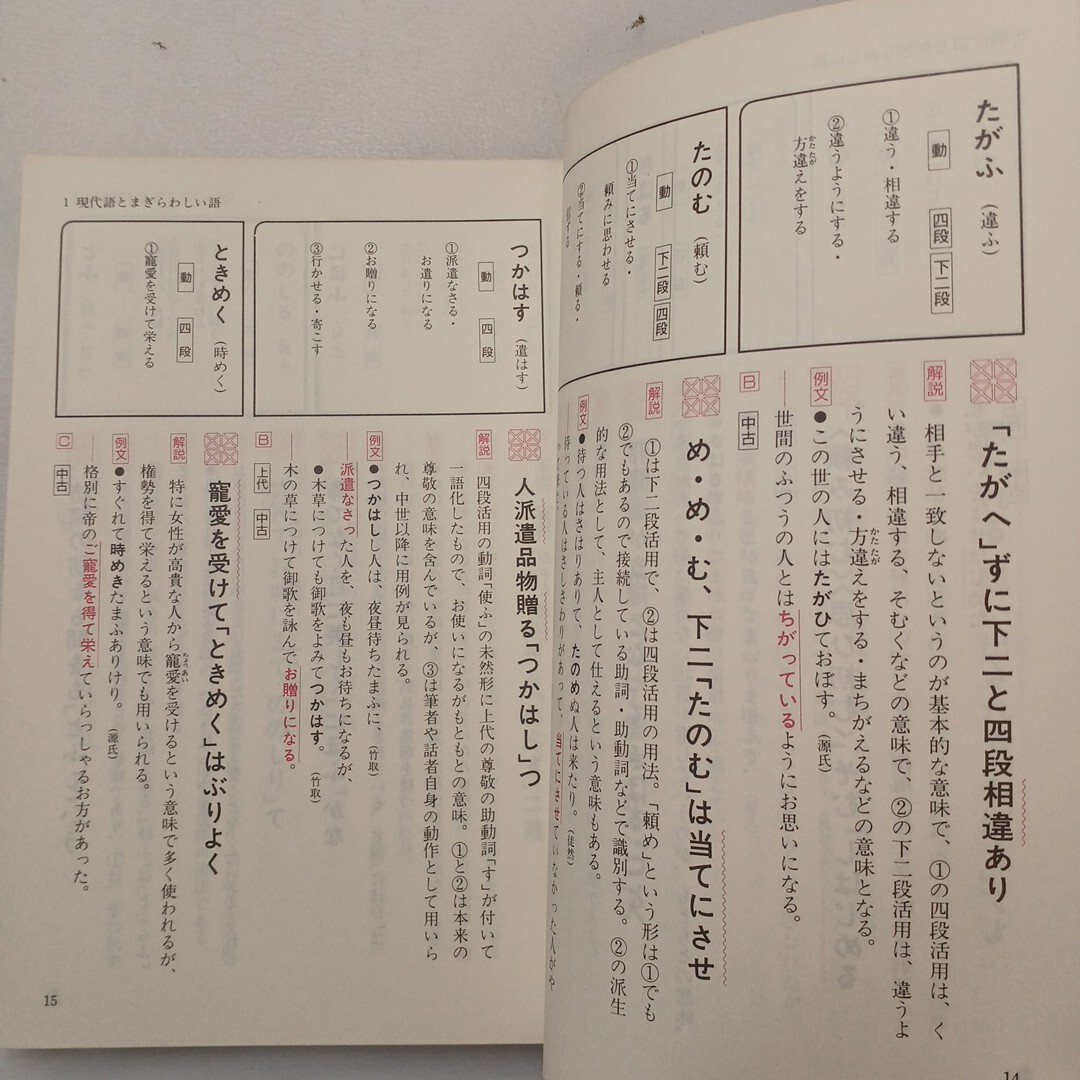 たがふ（違ふ）
動 四段 下二段
①違う・相違する
②違うようにする・
方違えをする
かたたが
「たがへ」ずに下二と四段相違あり
解説 相手と一致しないというのが基本的な意味で、①の四段活用は、く
い違う、相違する、そむくなどの意味で、②の下二段活用は、違うよ
うにさせる・方違えをする・まちがえるなどの意味となる。
かたたが
例文 ●この世の人にはたがひておぼす。（源氏）
――世間のふつうの人とはちがっているようにお思いになる。
B 中古
たのむ（頼む）
動 下二段 四段
①当てにさせる・
頼みに思わせる
②当てにする・頼る・
め・め・む、下二「たのむ」は当てにさせ
解説 ①は下二段活用で、②は四段活用の用法。「頼め」という形は①でも
②でもあるので接続している助詞・助動詞などで識別する。②の派生
的な用法として、主人として仕えるという意味もある。
例文 ●待つ人はさはりありて、たのめぬ人は来たり。（徒然）
――待っている人はさしさわりがあって、当てにさせていなかった人がや
14
1 現代語とまぎらわしい語
つかはす（遣はす）
動 四段
①派遣なさる・
お遣りになる
②お贈りになる
③行かせる・寄こす
人派遣品物贈る「つかはし」つ
解説 四段活用の動詞「使ふ」の未然形に上代の尊敬の助動詞「す」が付いて
一語化したもので、お使いになるがもともとの意味。①と②は本来の
尊敬の意味を含んでいるが、③は筆者や話者自身の動作として用いら
れ、中世以降に用例が見られる。
例文 ●つかはしし人は、夜昼待ちたまふに、（竹取）
派遣なさった人を、夜も昼もお待ちになるが、
●木草につけても御歌をよみてつかはす。（竹取）
――木の草につけて御歌を詠んでお贈りになる。
B 上代 中古
ときめく（時めく）
動 四段
①寵愛を受けて栄える
寵愛を受けて「ときめく」はぶりよく
解説 特に女性が高貴な人から寵愛を受けるという意味で多く使われるが、
ちょうあい
権勢を得て栄えるという意味でも用いられる。
例文 ●すぐれて時めきたまふありけり。（源氏）
――格別に帝のご寵愛を得て栄えていらっしゃるお方があった。
C 中古
15